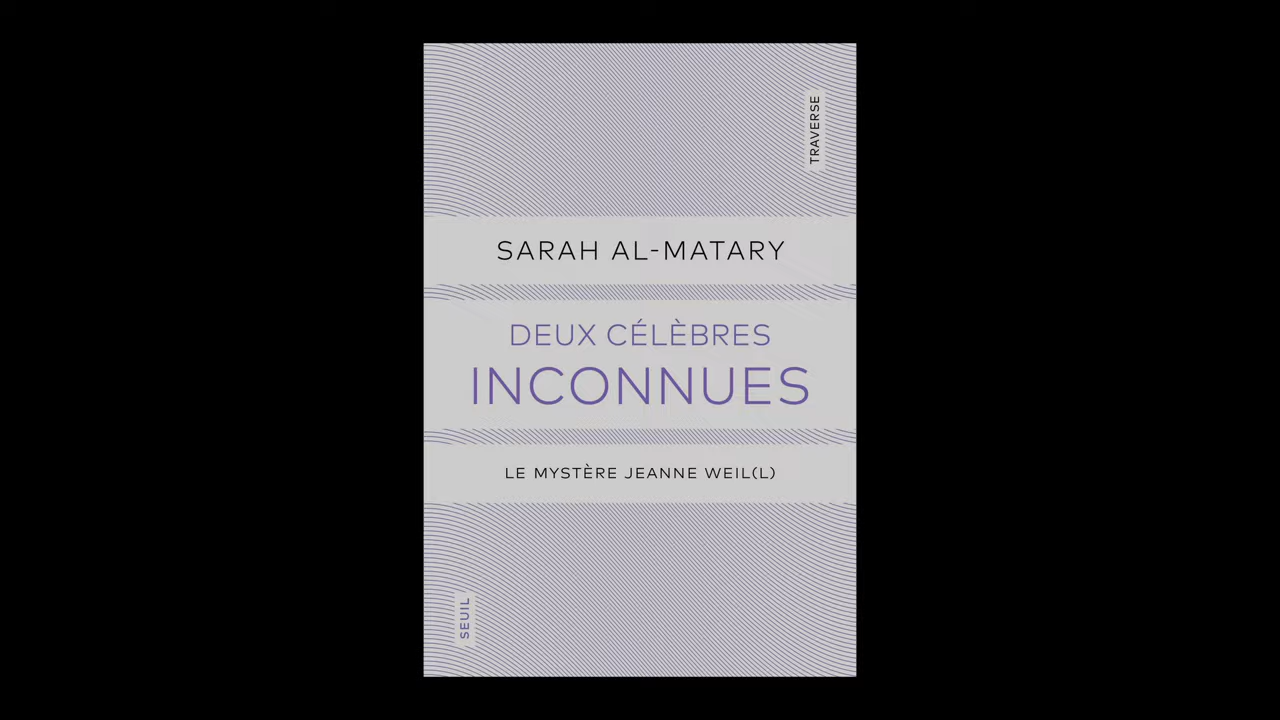 TRAVERSE
SARAH AL-MATARY
DEUX CÉLÈBRES
INCONNUES
LE MYSTÈRE JEANNE WEIL(L)
SEUIL